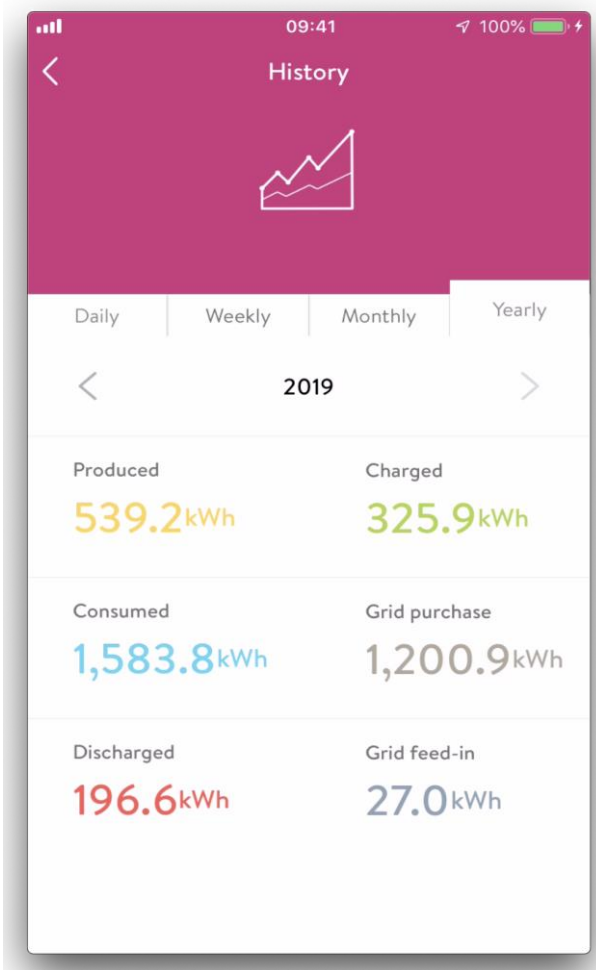 09:41 100%
History
Daily Weekly Monthly Yearly
2019
Produced Charged
539.2kWh 325.9kWh
Consumed Grid purchase
1,583.8kWh 1,200.9kWh
Discharged Grid feed-in
196.6kWh 27.0kWh